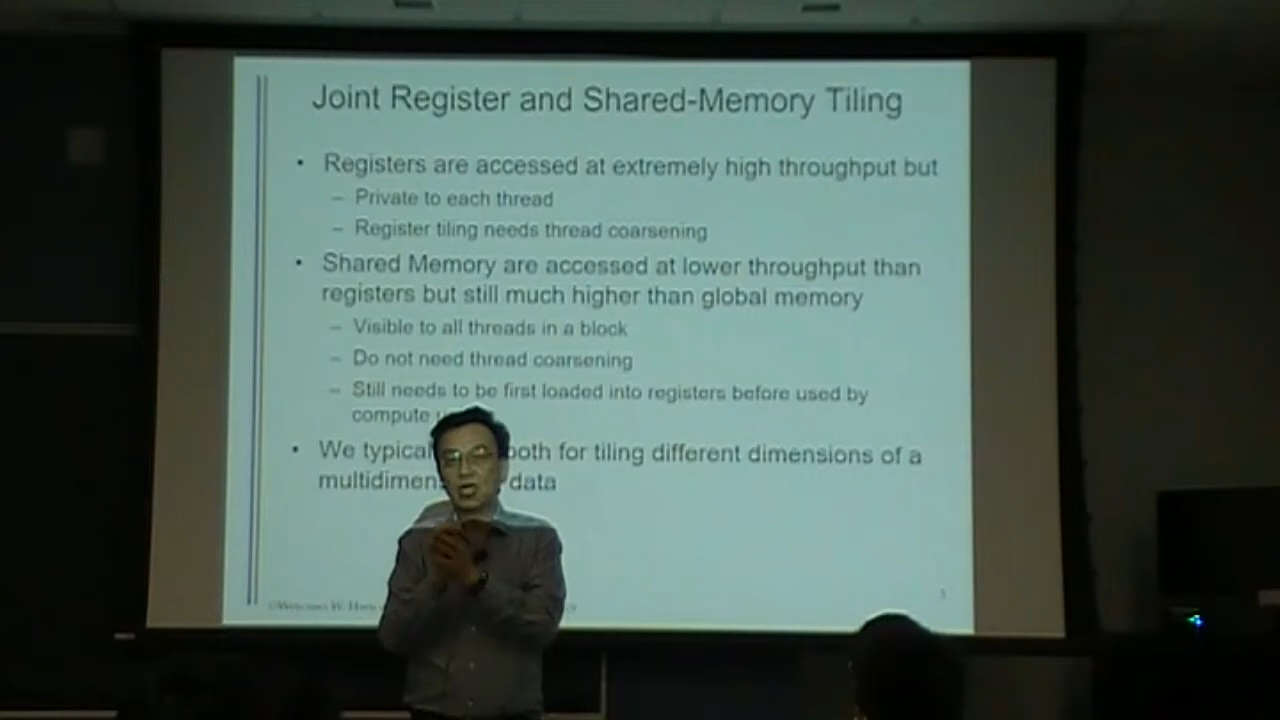 Joint Register and Shared-Memory Tiling
• Registers are accessed at extremely high throughput but
– Private to each thread
– Register tiling needs thread coarsening
• Shared Memory are accessed at lower throughput than
registers but still much higher than global memory
– Visible to all threads in a block
– Do not need thread coarsening
– Still needs to be first loaded into registers before used by
compute
• We typical both for tiling different dimensions of a
multidimen data